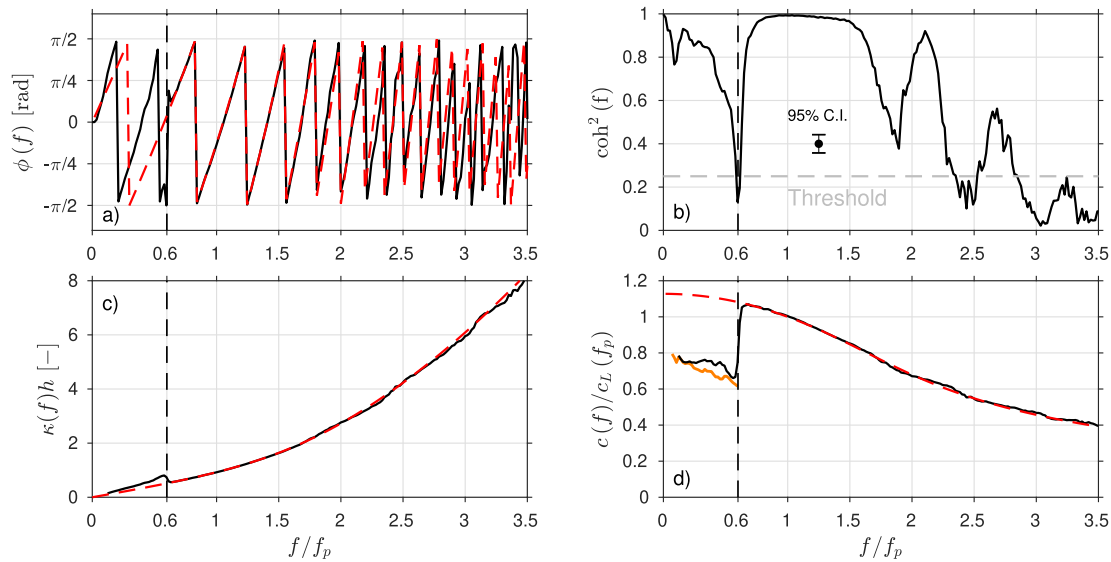 π/2
π/4
0
-π/4
-π/2
ϕ(f) [rad]
a)
0 0.6 1 1.5 2 2.5 3 3.5
1
0.8
0.6
0.4
0.2
0
coh²(f)
95% C.I.
Threshold
b)
0 0.6 1 1.5 2 2.5 3 3.5
8
6
4
2
0
κ(f)h [−]
c)
0 0.6 1 1.5 2 2.5 3 3.5
f/fₚ
1.2
1
0.8
0.6
0.4
0.2
0
c(f)/c_L(fₚ)
d)
0 0.6 1 1.5 2 2.5 3 3.5
f/fₚ